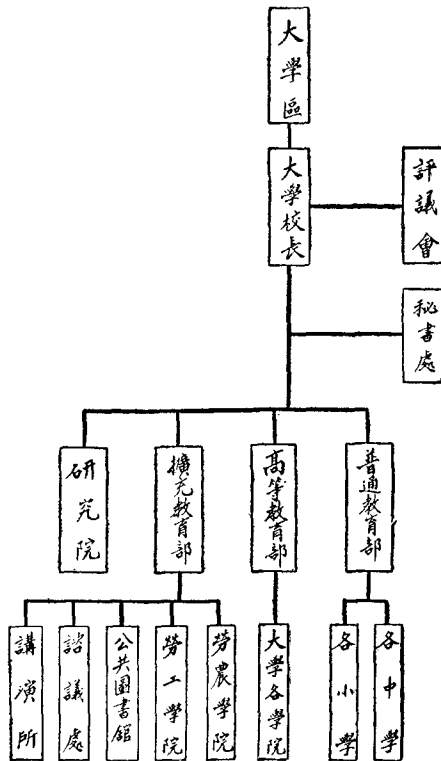 大學區
大學校長
評議會
秘書處
普通教育部
高等教育部
擴充教育部
研究院
各中學
各小學
大學各學院
勞農學院
勞工學院
公共圖書舘
諮議處
講演所